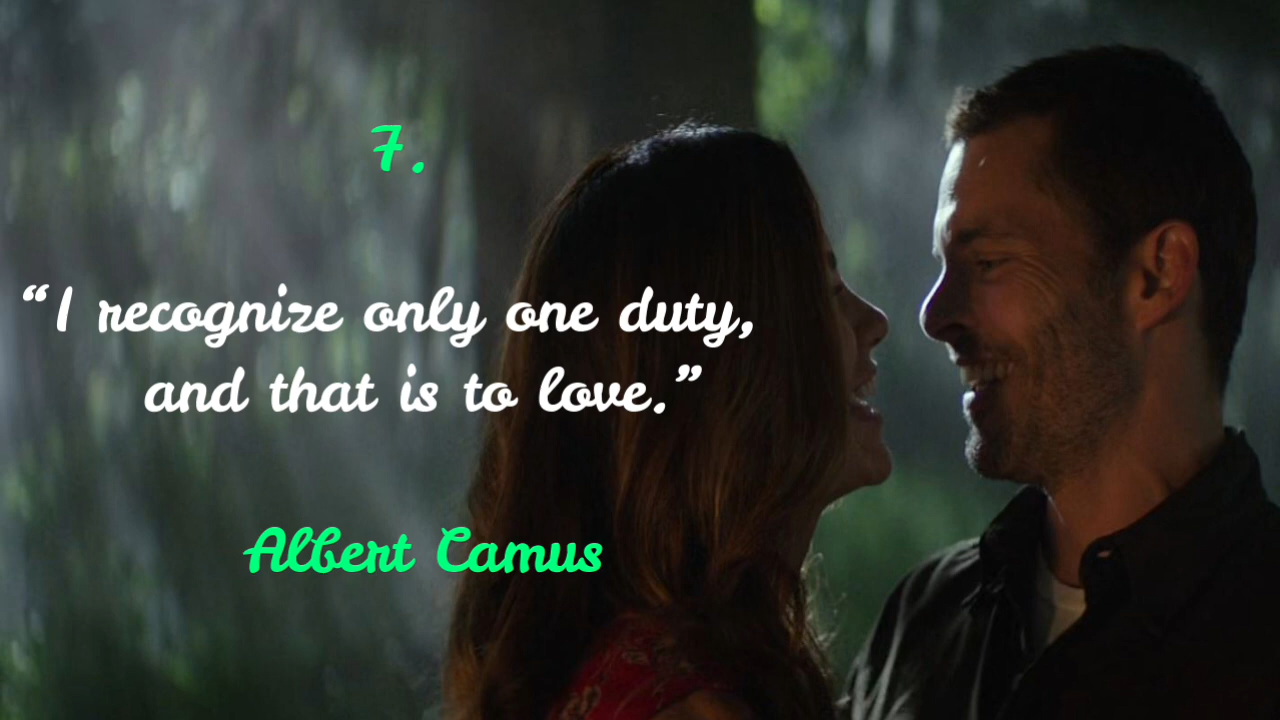 7.
“I recognize only one duty,
and that is to love.”
Albert Camus